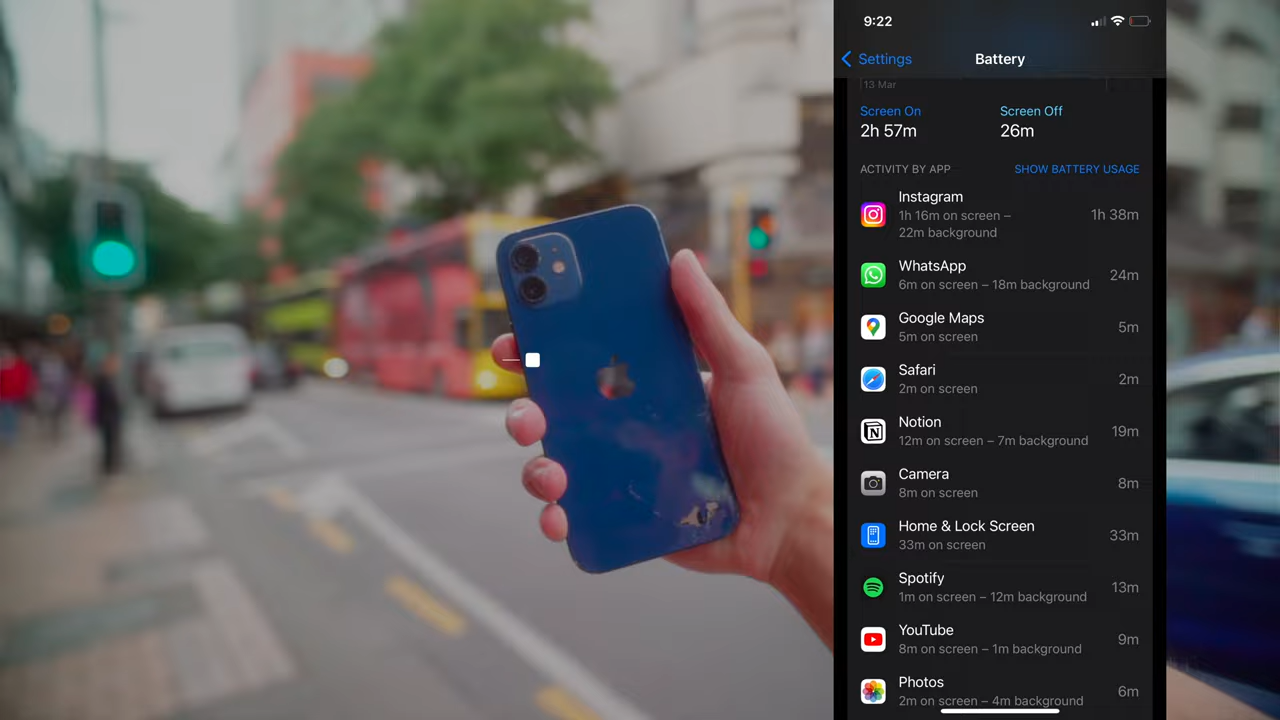 9:22
Settings
Battery
13 Mar
Screen On
Screen Off
2h 57m
26m
ACTIVITY BY APP
SHOW BATTERY USAGE
Instagram
1h 16m on screen –
22m background
1h 38m
WhatsApp
6m on screen – 18m background
24m
Google Maps
5m on screen
5m
Safari
2m on screen
2m
Notion
12m on screen – 7m background
19m
Camera
8m on screen
8m
Home & Lock Screen
33m on screen
33m
Spotify
1m on screen – 12m background
13m
YouTube
8m on screen – 1m background
9m
Photos
2m on screen – 4m background
6m